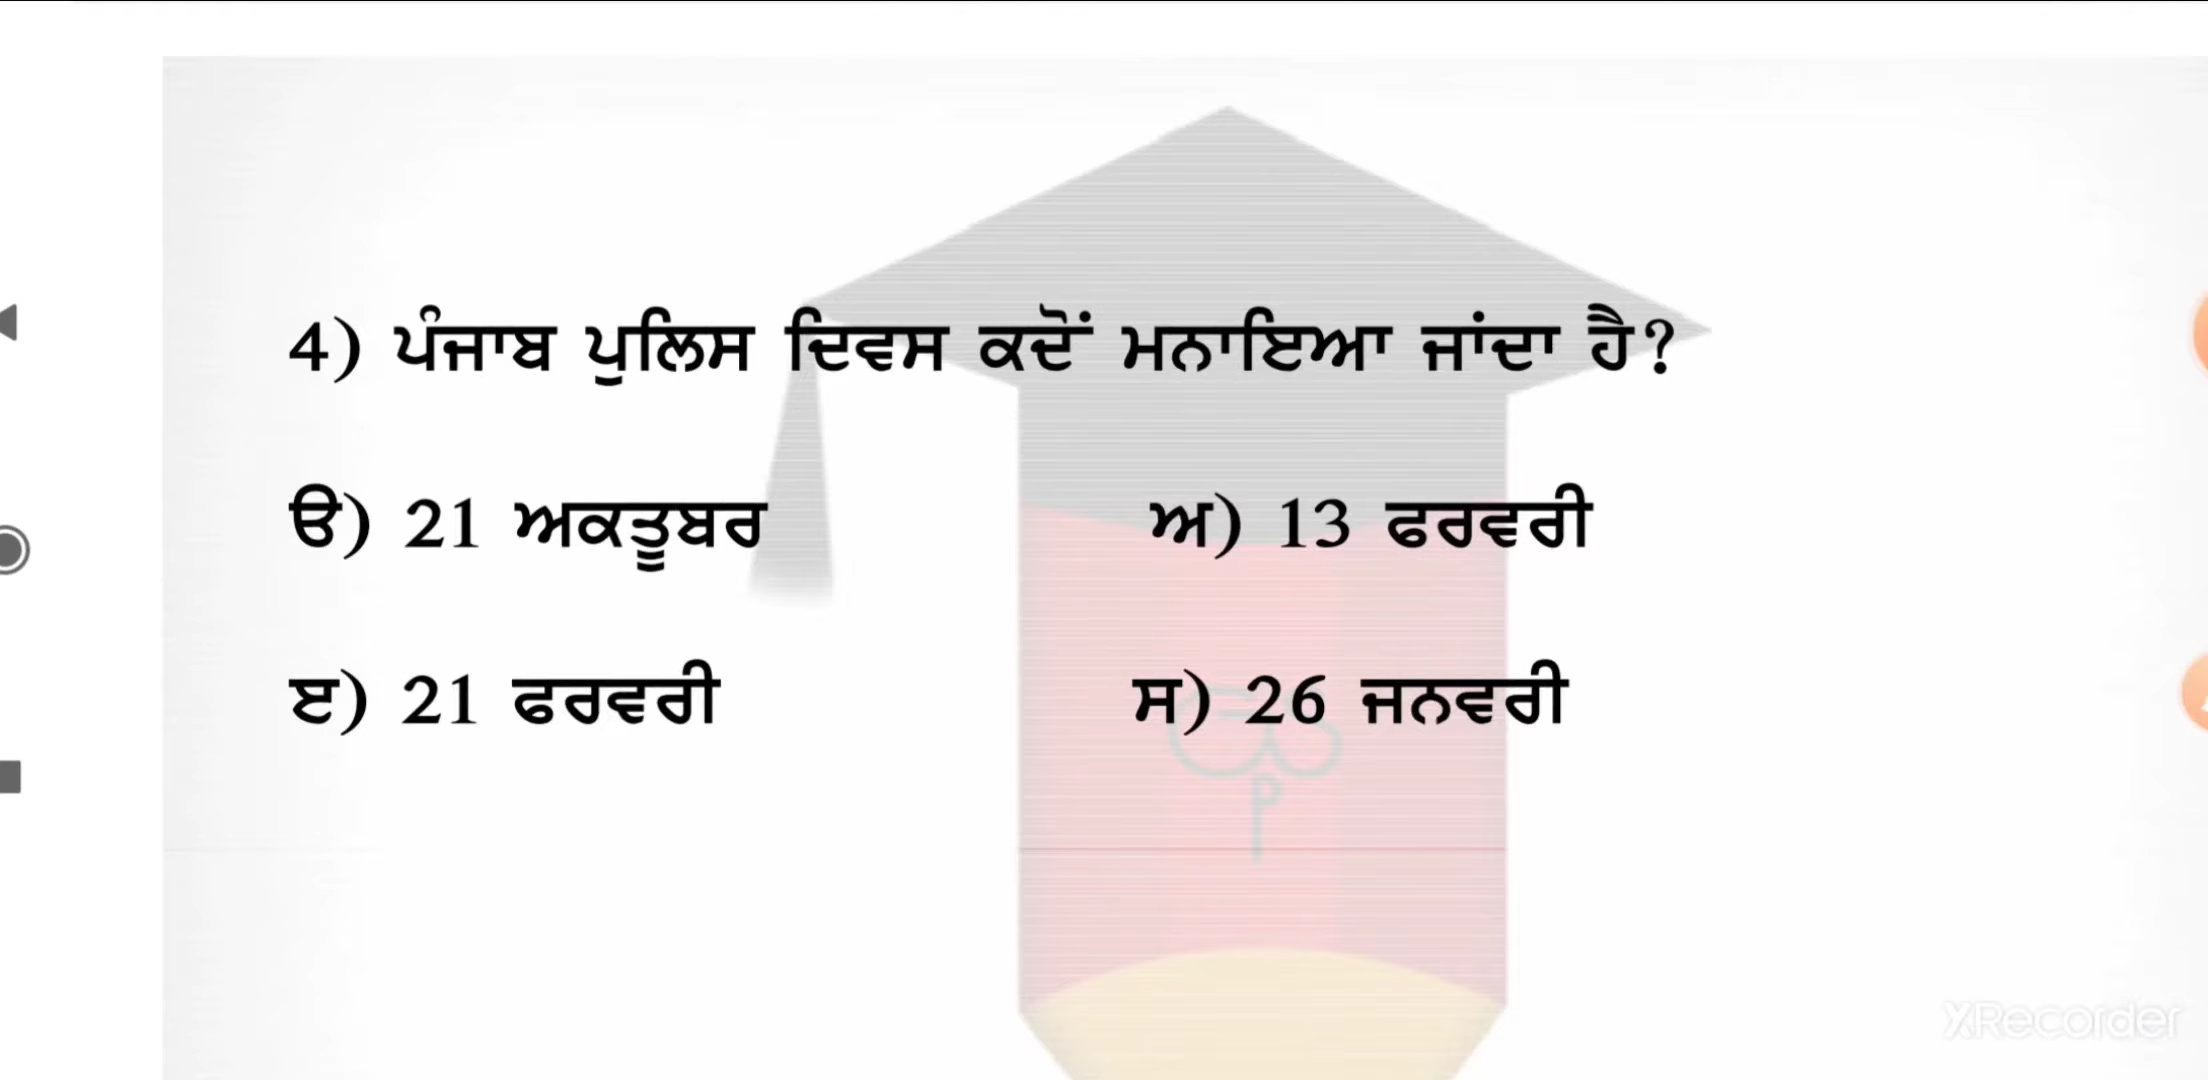 4) ਪੰਜਾਬ ਪੁਲਿਸ ਦਿਵਸ ਕਦੋਂ ਮਨਾਇਆ ਜਾਂਦਾ ਹੈ?
ੳ) 21 ਅਕਤੂਬਰ ਅ) 13 ਫਰਵਰੀ
ੲ) 21 ਫਰਵਰੀ ਸ) 26 ਜਨਵਰੀ
P
XRecorder